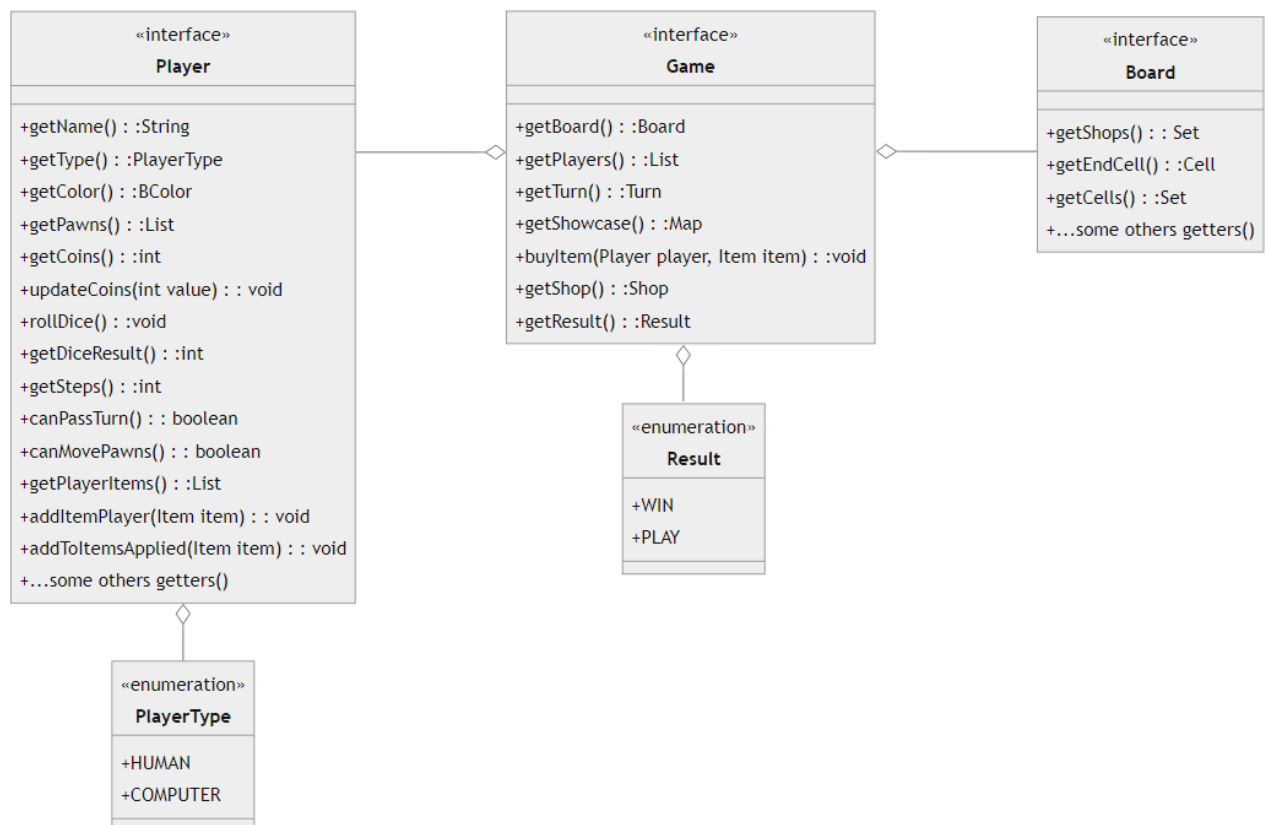 «interface»
Player
+getName() : :String
+getType() : :PlayerType
+getColor() : :BColor
+getPawns() : :List
+getCoins() : :int
+updateCoins(int value) : : void
+rollDice() : :void
+getDiceResult() : :int
+getSteps() : :int
+canPassTurn() : : boolean
+canMovePawns() : : boolean
+getPlayerItems() : :List
+addItemPlayer(Item item) : : void
+addToItemsApplied(Item item) : : void
+...some others getters()
«interface»
Game
+getBoard() : :Board
+getPlayers() : :List
+getTurn() : :Turn
+getShowcase() : :Map
+buyItem(Player player, Item item) : :void
+getShop() : :Shop
+getResult() : :Result
«interface»
Board
+getShops() : : Set
+getEndCell() : :Cell
+getCells() : :Set
+...some others getters()
«enumeration»
Result
+WIN
+PLAY
«enumeration»
PlayerType
+HUMAN
+COMPUTER